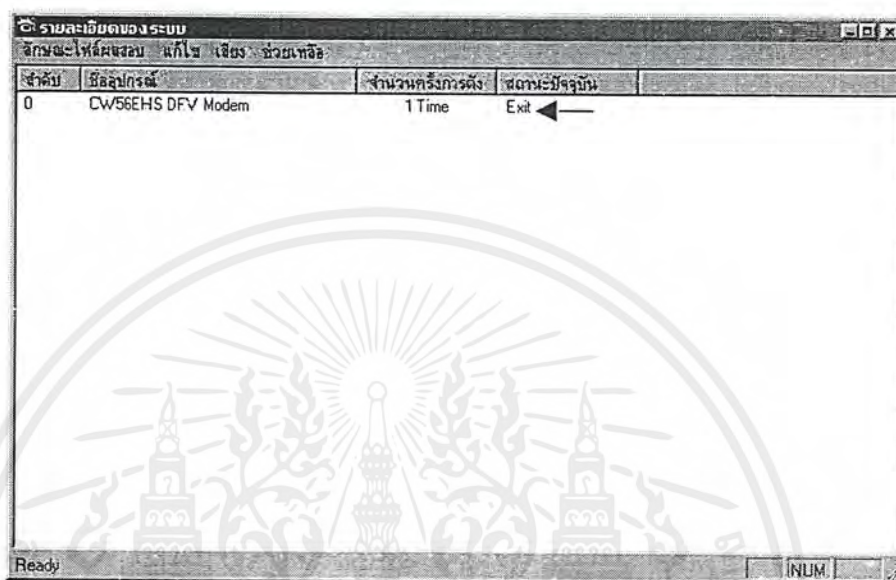 รายละเอียดของระบบ
ลักษณะไฟล์ผลสอบ แก้ไข เสียง ช่วยเหลือ
ลำดับ ชื่ออุปกรณ์ จำนวนครั้งการดัง สถานะปัจจุบัน
0 CW56EHS DFV Modem 1 Time Exit
Ready NUM